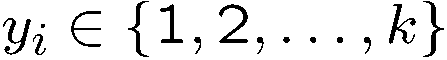 y_i ∈ {1, 2, . . . , k}